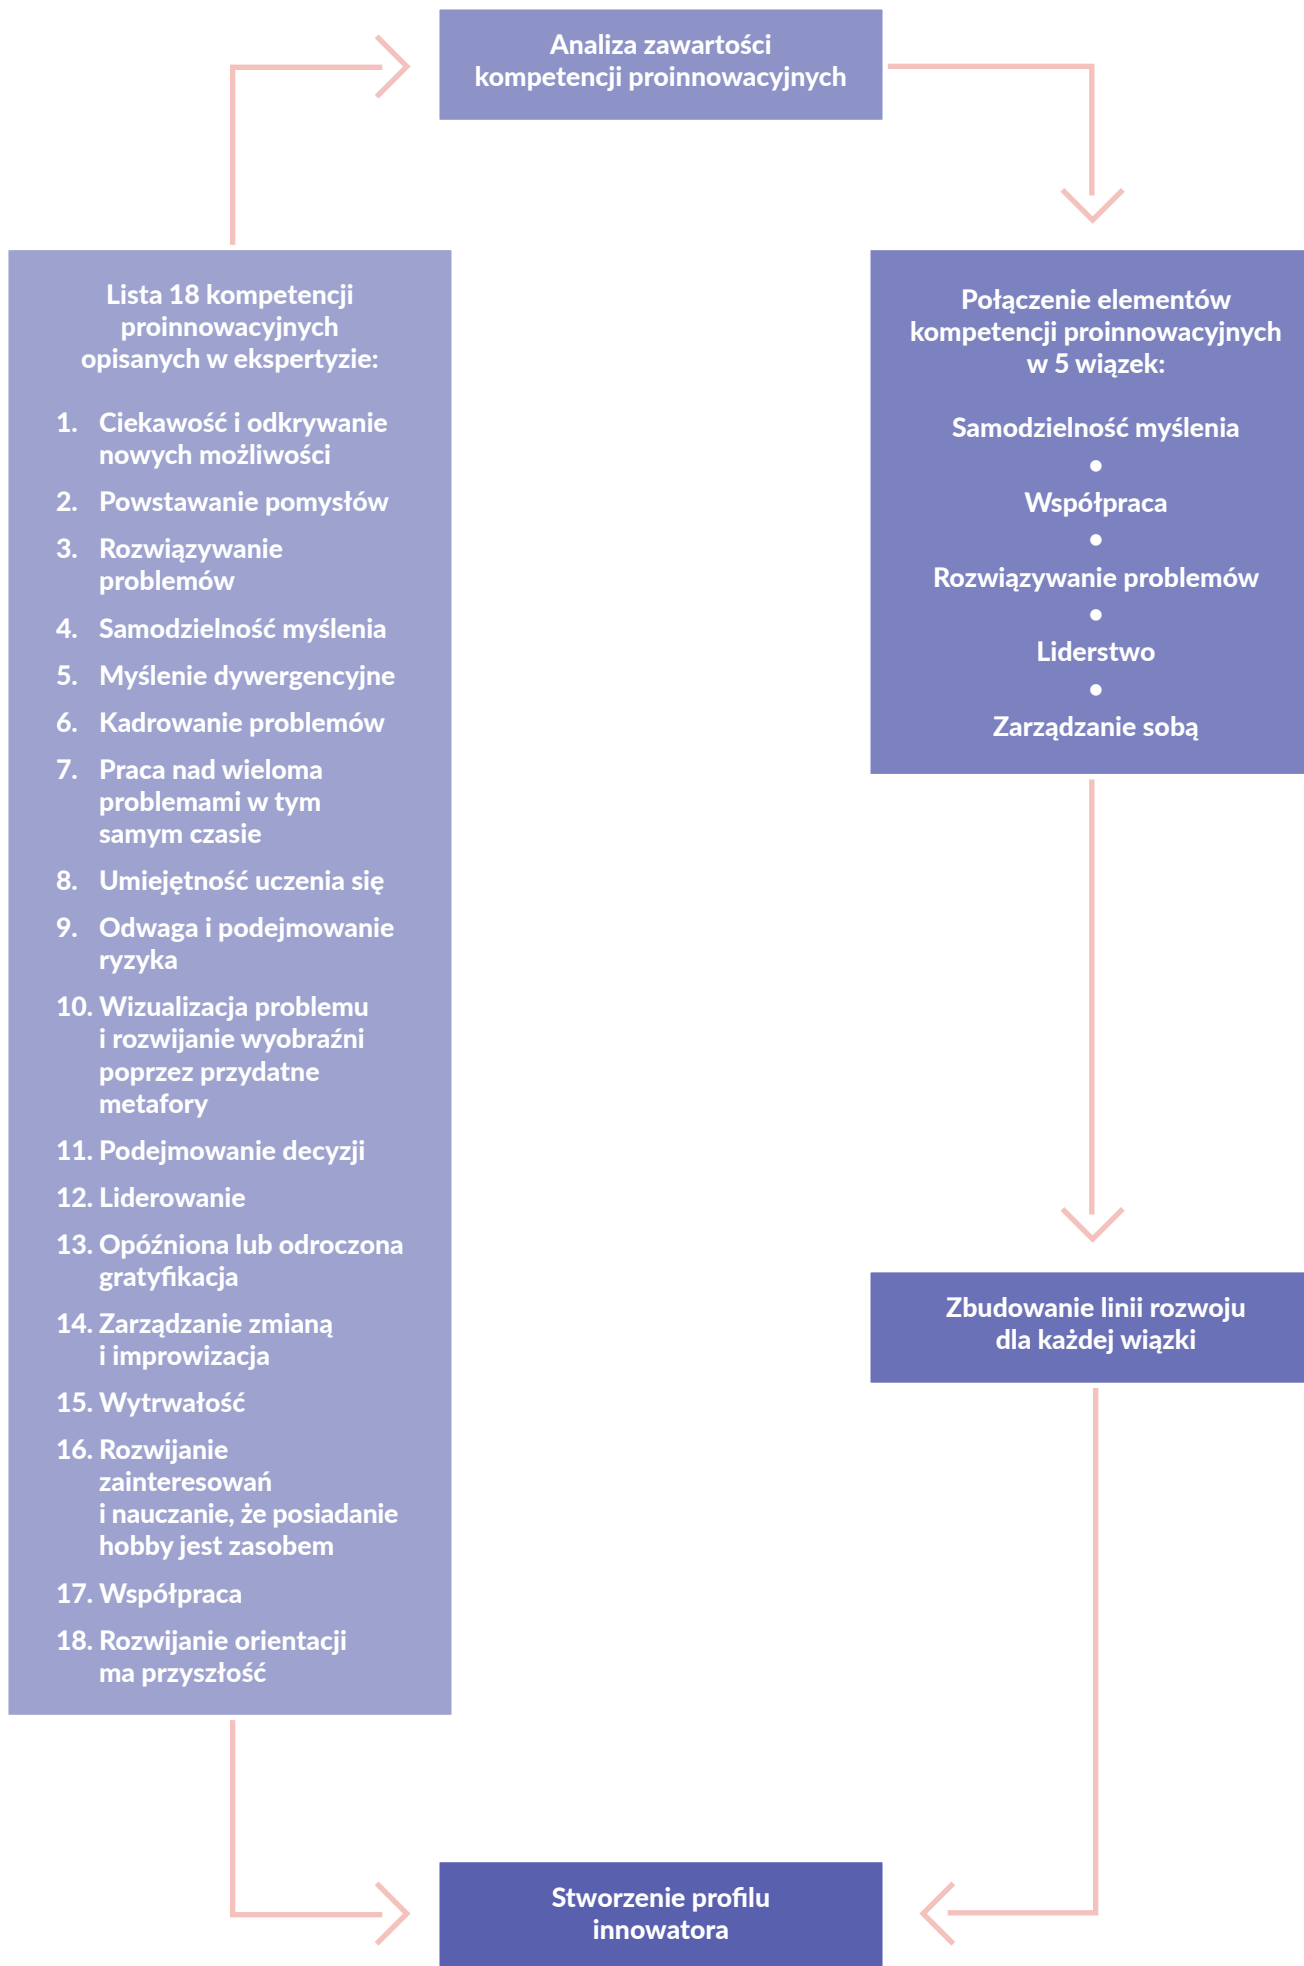 Analiza zawartości
kompetencji proinnowacyjnych
Lista 18 kompetencji
proinnowacyjnych
opisanych w ekspertyzie:
1. Ciekawość i odkrywanie
nowych możliwości
2. Powstawanie pomysłów
3. Rozwiązywanie
problemów
4. Samodzielność myślenia
5. Myślenie dywergencyjne
6. Kadrowanie problemów
7. Praca nad wieloma
problemami w tym
samym czasie
8. Umiejętność uczenia się
9. Odwaga i podejmowanie
ryzyka
10. Wizualizacja problemu
i rozwijanie wyobraźni
poprzez przydatne
metafory
11. Podejmowanie decyzji
12. Liderowanie
13. Opóźniona lub odroczona
gratyfikacja
14. Zarządzanie zmianą
i improwizacja
15. Wytrwałość
16. Rozwijanie
zainteresowań
i nauczanie, że posiadanie
hobby jest zasobem
17. Współpraca
18. Rozwijanie orientacji
ma przyszłość
Połączenie elementów
kompetencji proinnowacyjnych
w 5 wiązek:
Samodzielność myślenia
•
Współpraca
•
Rozwiązywanie problemów
•
Liderstwo
•
Zarządzanie sobą
Zbudowanie linii rozwoju
dla każdej wiązki
Stworzenie profilu
innowatora